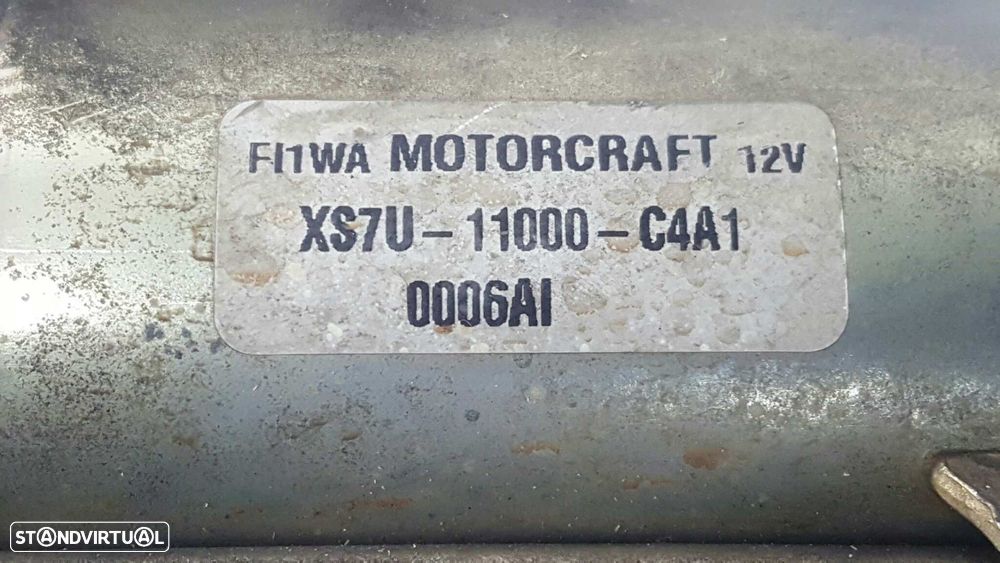 FI1WA MOTORCRAFT 12V
XS7U-11000-C4A1
0006AI
STANDVIRTUAL